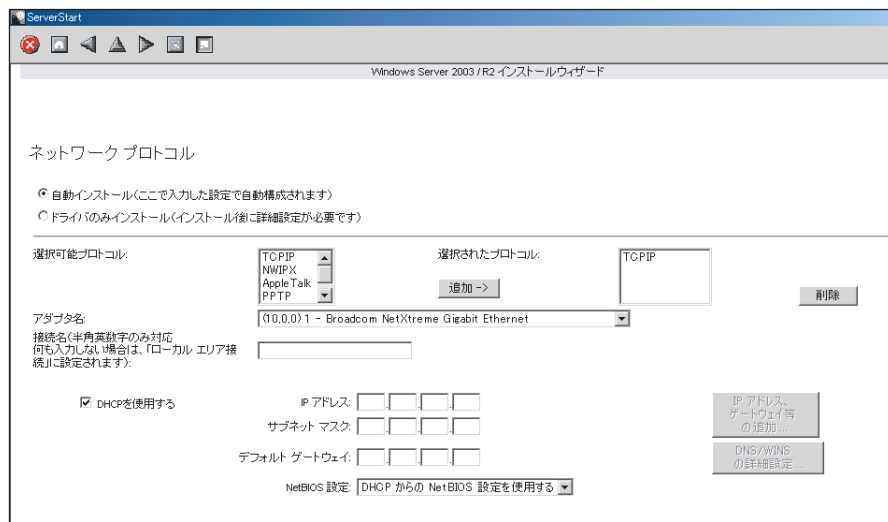 ServerStart
Windows Server 2003 / R2 インストールウィザード
ネットワーク プロトコル
自動インストール(ここで入力した設定で自動構成されます)
ドライバのみインストール(インストール後に詳細設定が必要です)
選択可能プロトコル:
TCPIP
NWIPX
AppleTalk
PPTP
追加 ->
選択されたプロトコル:
TCPIP
削除
アダプタ名:
(10,0,0) 1 - Broadcom NetXtreme Gigabit Ethernet
接続名(半角英数字のみ対応
何も入力しない場合は、「ローカル エリア接
続」に設定されます):
DHCPを使用する
IP アドレス:
サブネット マスク:
デフォルト ゲートウェイ:
NetBIOS 設定:
DHCP からの NetBIOS 設定を使用する
IP アドレス、
ゲートウェイ等
の追加 ...
DNS/WINS
の詳細設定 ...